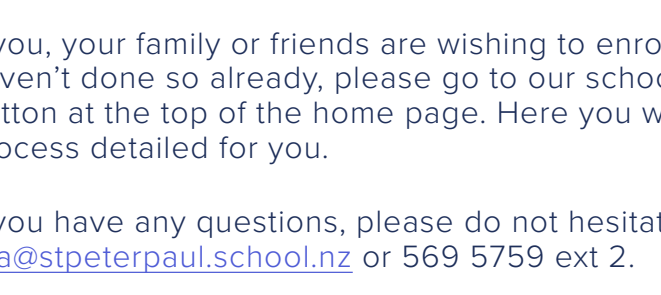 you, your family or friends are wishing to enro
ven't done so already, please go to our schoo
tton at the top of the home page. Here you w
ocess detailed for you.
you have any questions, please do not hesitat
a@stpeterpaul.school.nz or 569 5759 ext 2.